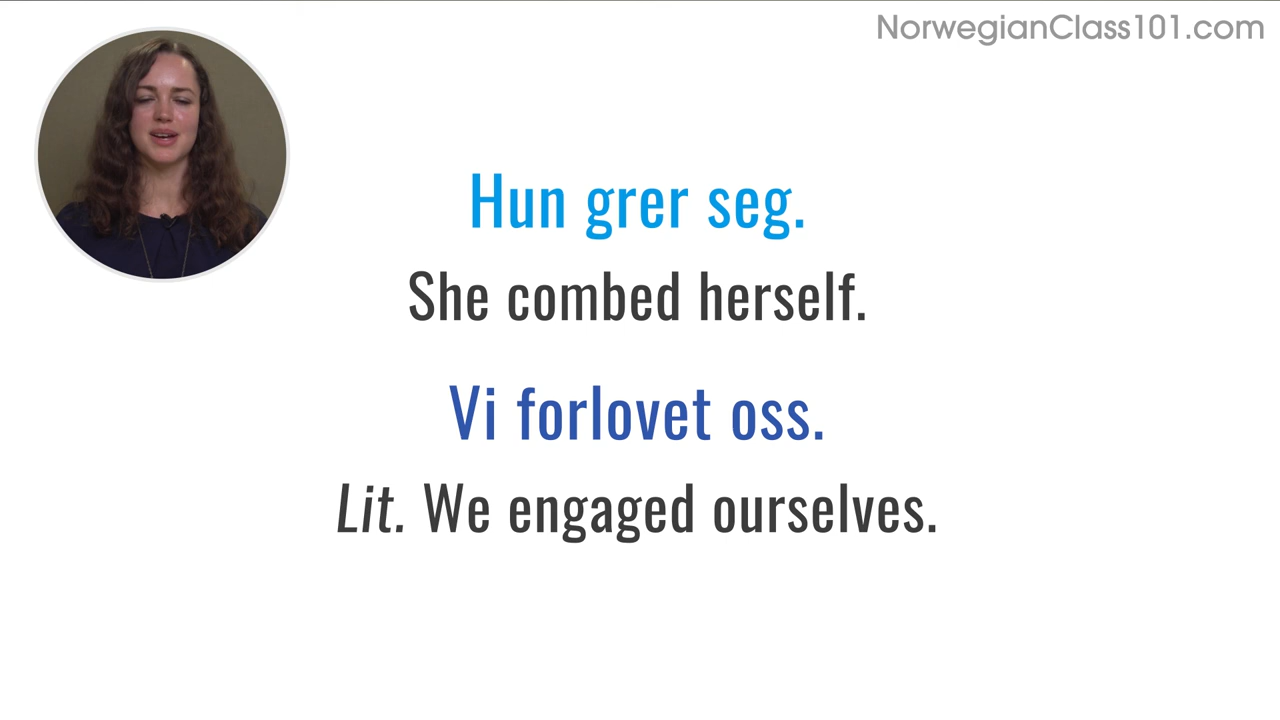 NorwegianClass101.com
Hun grer seg.
She combed herself.
Vi forlovet oss.
Lit. We engaged ourselves.